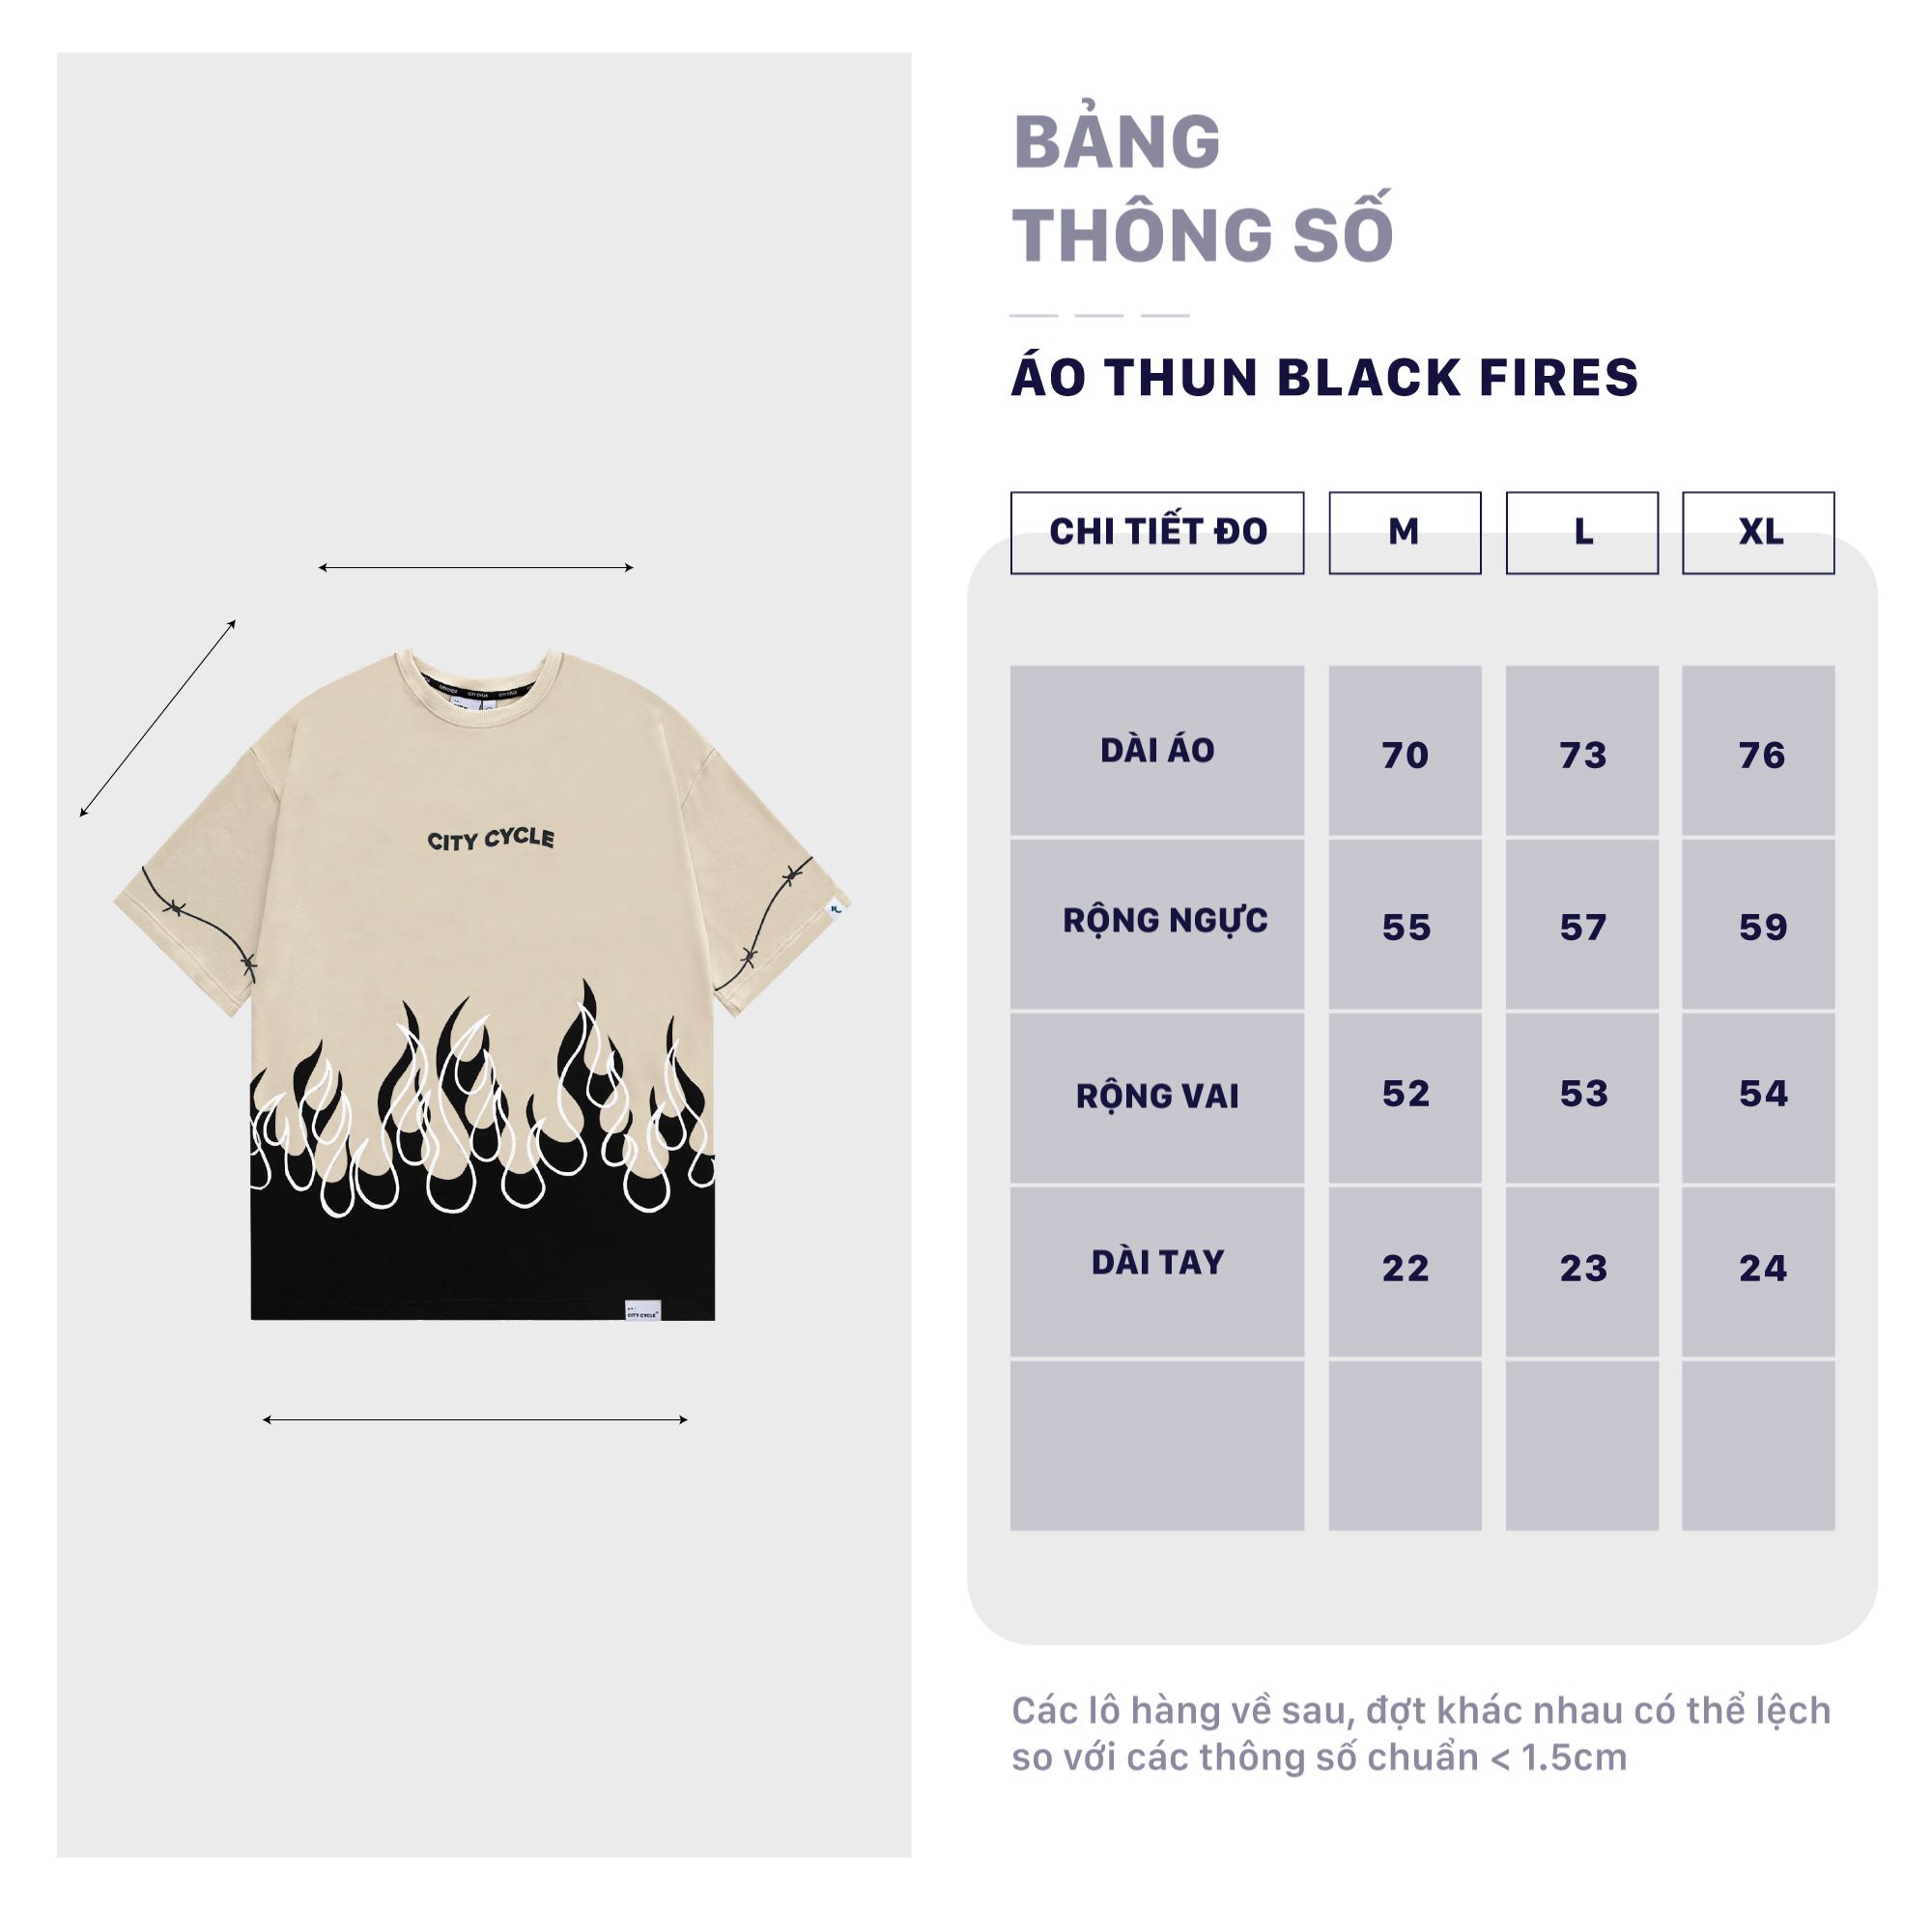 BẢNG
THÔNG SỐ
ÁO THUN BLACK FIRES
CHI TIẾT ĐO M L XL
DÀI ÁO 70 73 76
RỘNG NGỰC 55 57 59
RỘNG VAI 52 53 54
DÀI TAY 22 23 24
Các lô hàng về sau, đợt khác nhau có thể lệch
so với các thông số chuẩn < 1.5cm
CITY CYCLE
CITY CYCLE